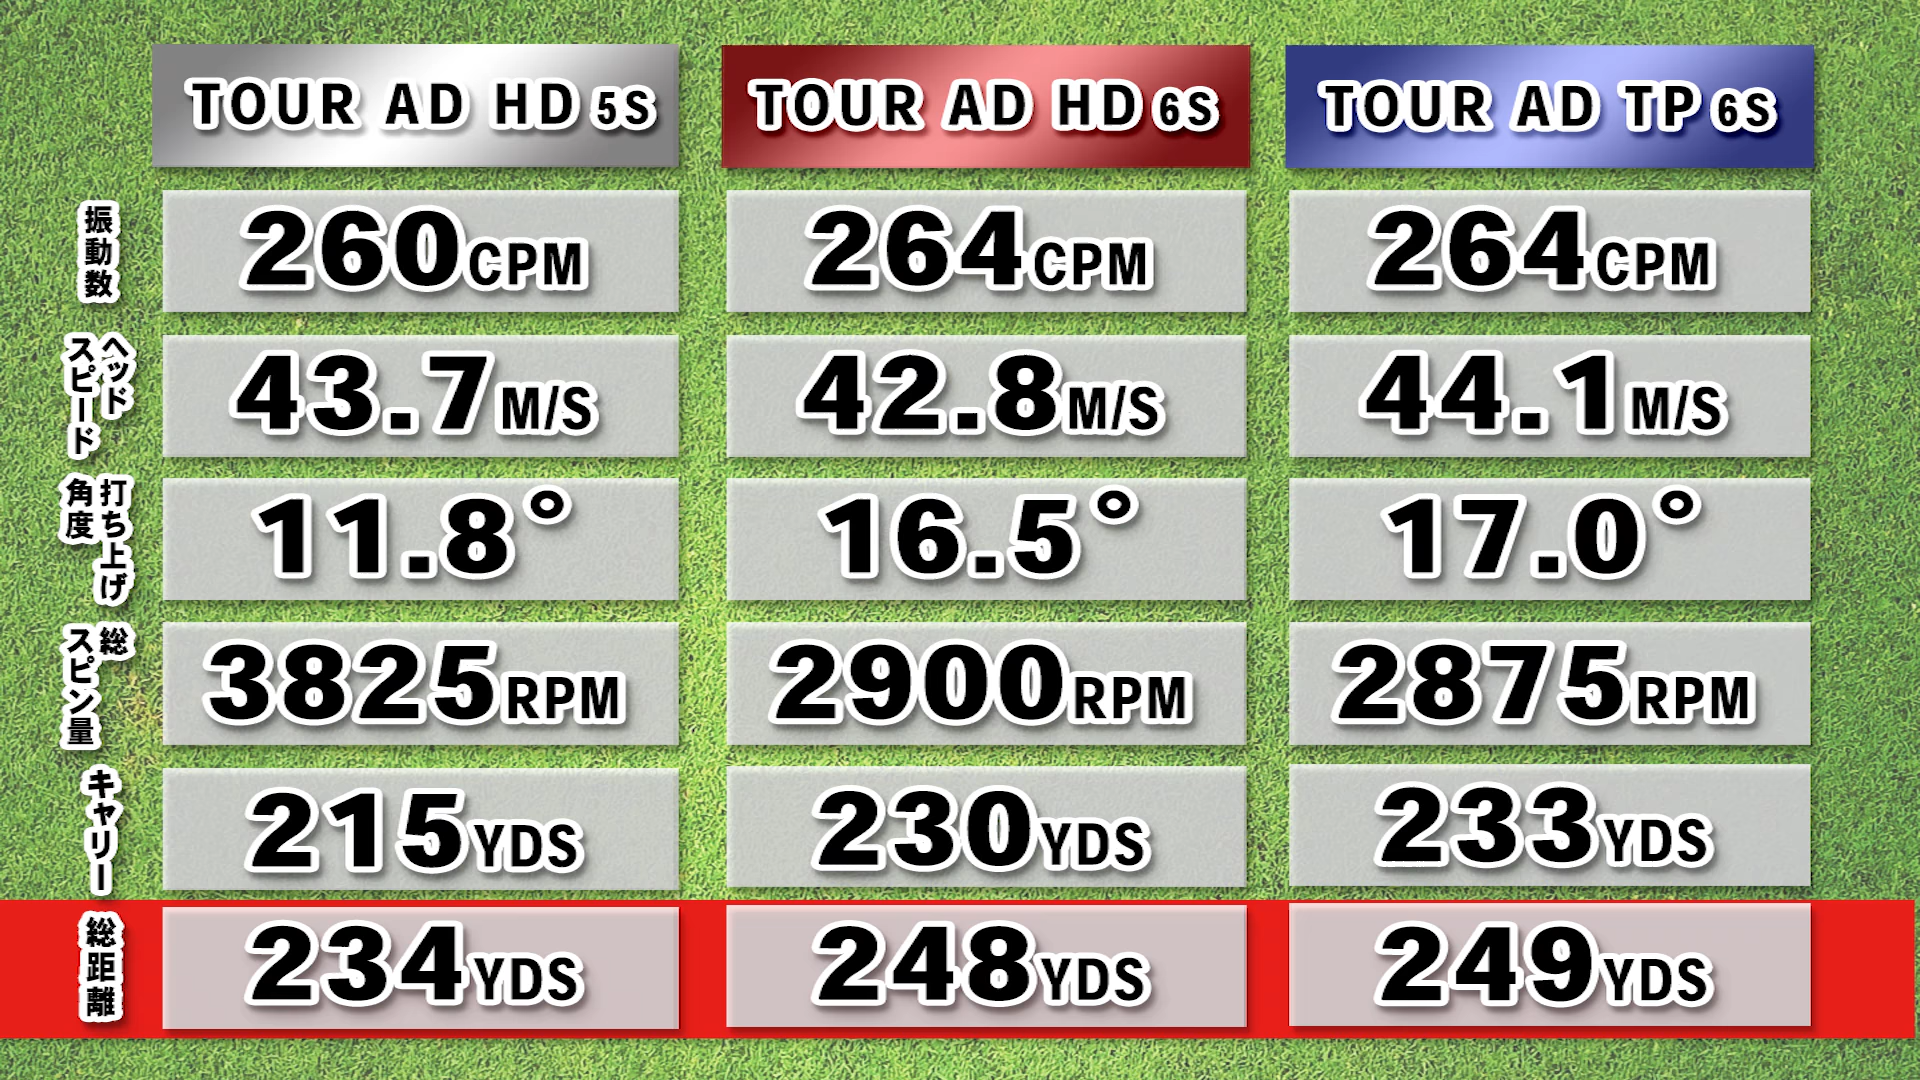 TOUR AD HD 5S
TOUR AD HD 6S
TOUR AD TP 6S
振動数
260CPM
264CPM
264CPM
ヘッド
スピード
43.7M/S
42.8M/S
44.1M/S
打ち上げ
角度
11.8°
16.5°
17.0°
総
スピン量
3825RPM
2900RPM
2875RPM
キャリー
215YDS
230YDS
233YDS
総距離
234YDS
248YDS
249YDS